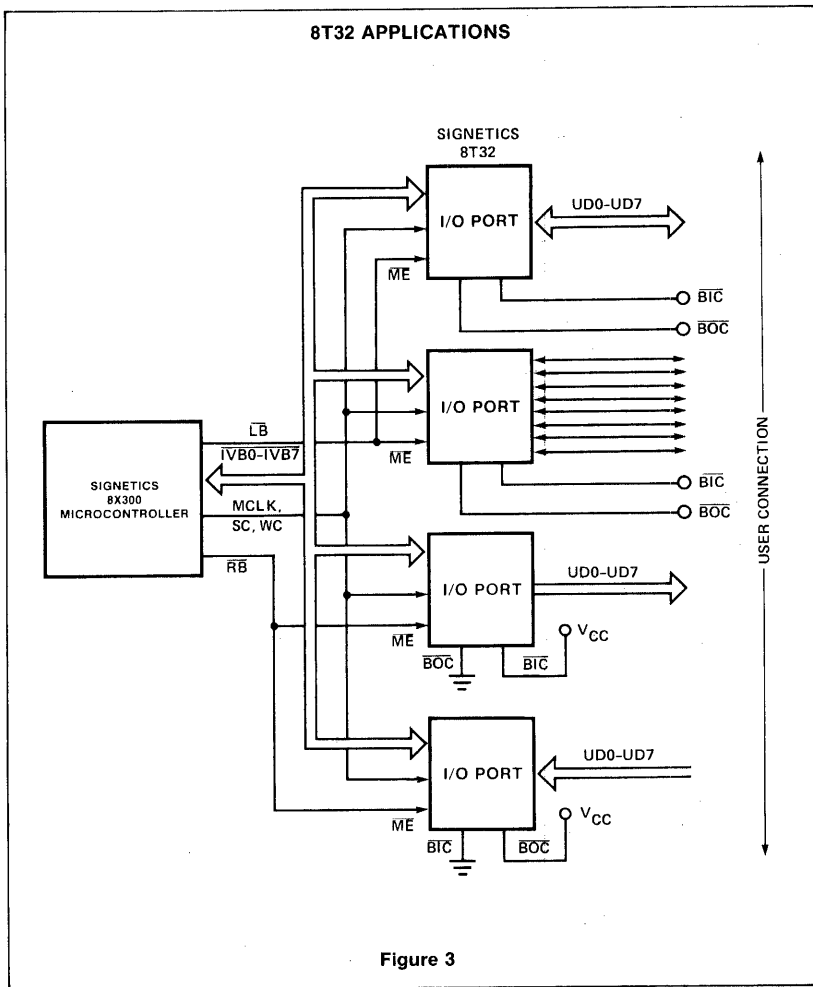 8T32 APPLICATIONS
SIGNETICS
8T32
I/O PORT
UD0-UD7
ME
BIC
BOC
I/O PORT
ME
BIC
BOC
LB
IVB0-IVB7
SIGNETICS
8X300
MICROCONTROLLER
MCLK,
SC, WC
RB
I/O PORT
UD0-UD7
ME
BOC
BIC
VCC
I/O PORT
UD0-UD7
ME
BIC
BOC
VCC
USER CONNECTION
Figure 3